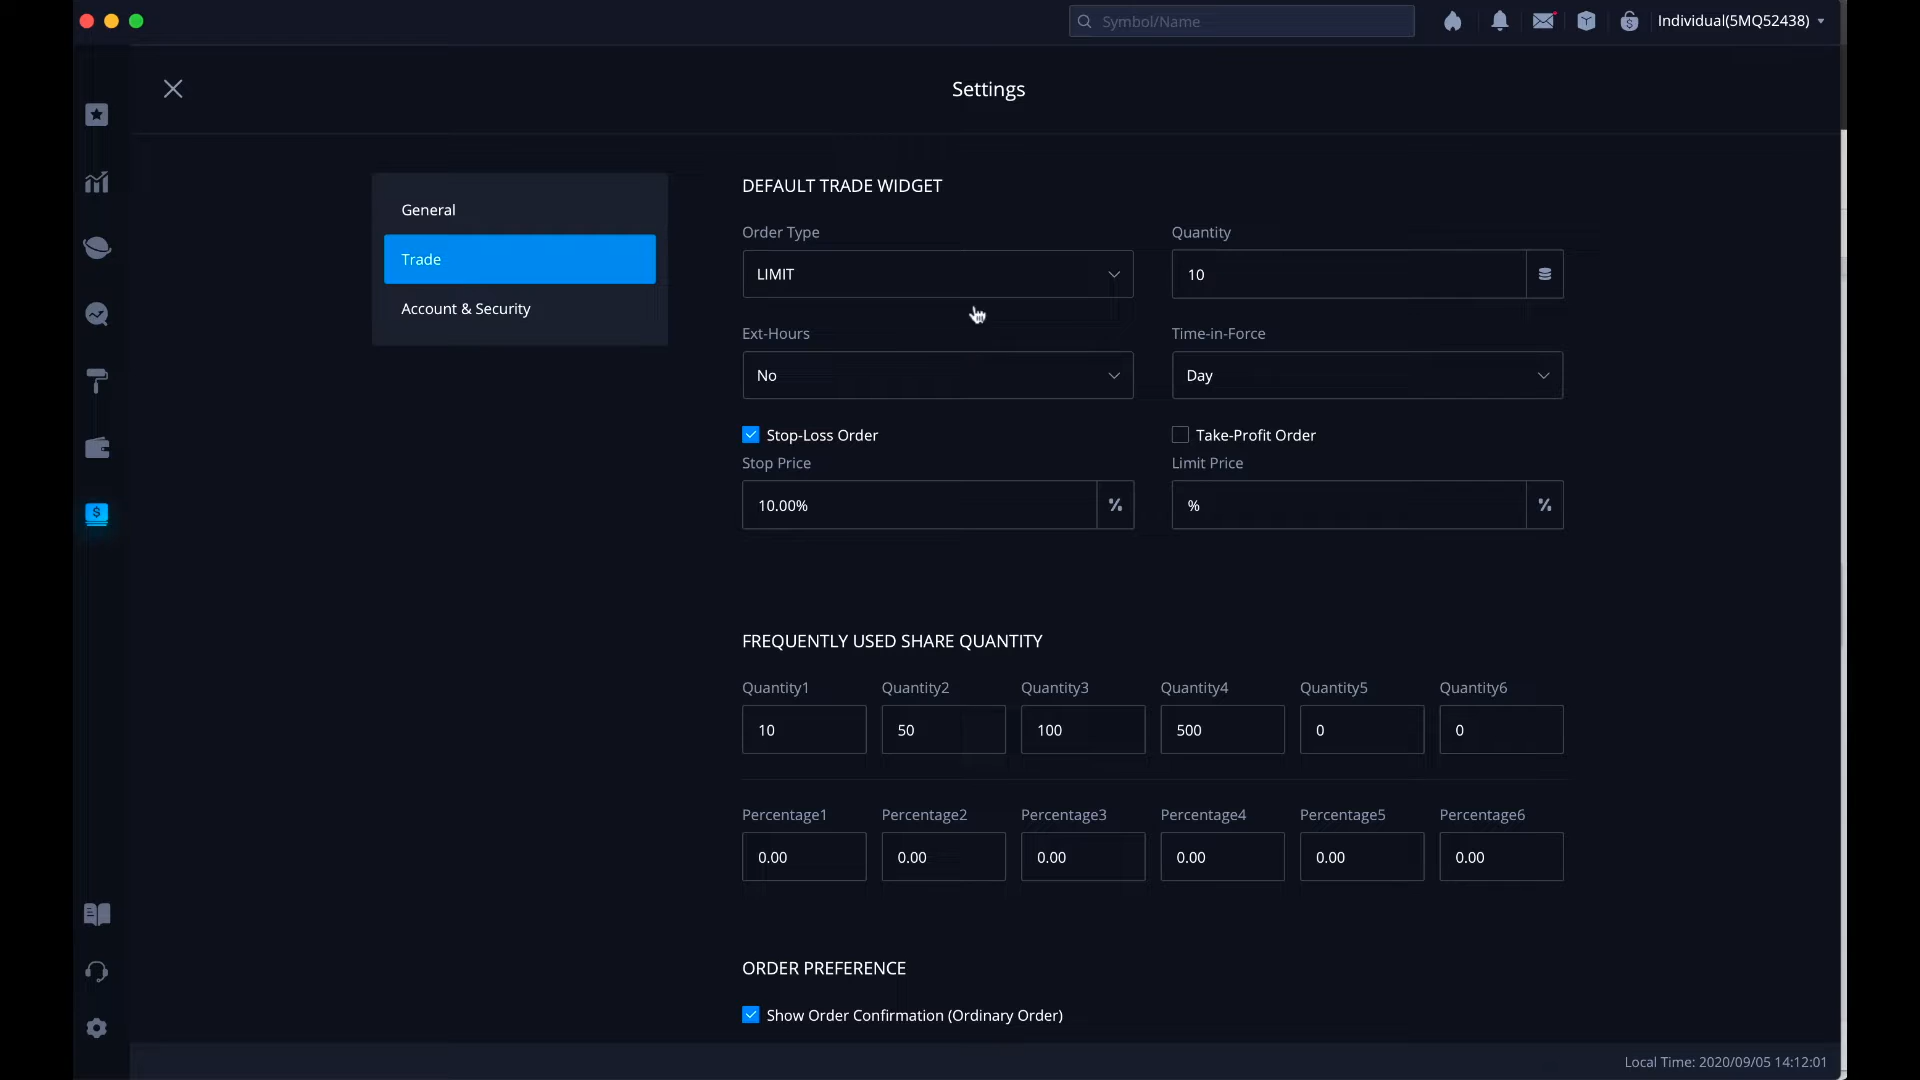 Symbol/Name
Individual(5MQ52438)
Settings
General
Trade
Account & Security
DEFAULT TRADE WIDGET
Order Type
Quantity
LIMIT
10
Ext-Hours
Time-in-Force
No
Day
Stop-Loss Order
Take-Profit Order
Stop Price
Limit Price
10.00%
%
%
%
FREQUENTLY USED SHARE QUANTITY
Quantity1 Quantity2 Quantity3 Quantity4 Quantity5 Quantity6
10 50 100 500 0 0
Percentage1 Percentage2 Percentage3 Percentage4 Percentage5 Percentage6
0.00 0.00 0.00 0.00 0.00 0.00
ORDER PREFERENCE
Show Order Confirmation (Ordinary Order)
Local Time: 2020/09/05 14:12:01